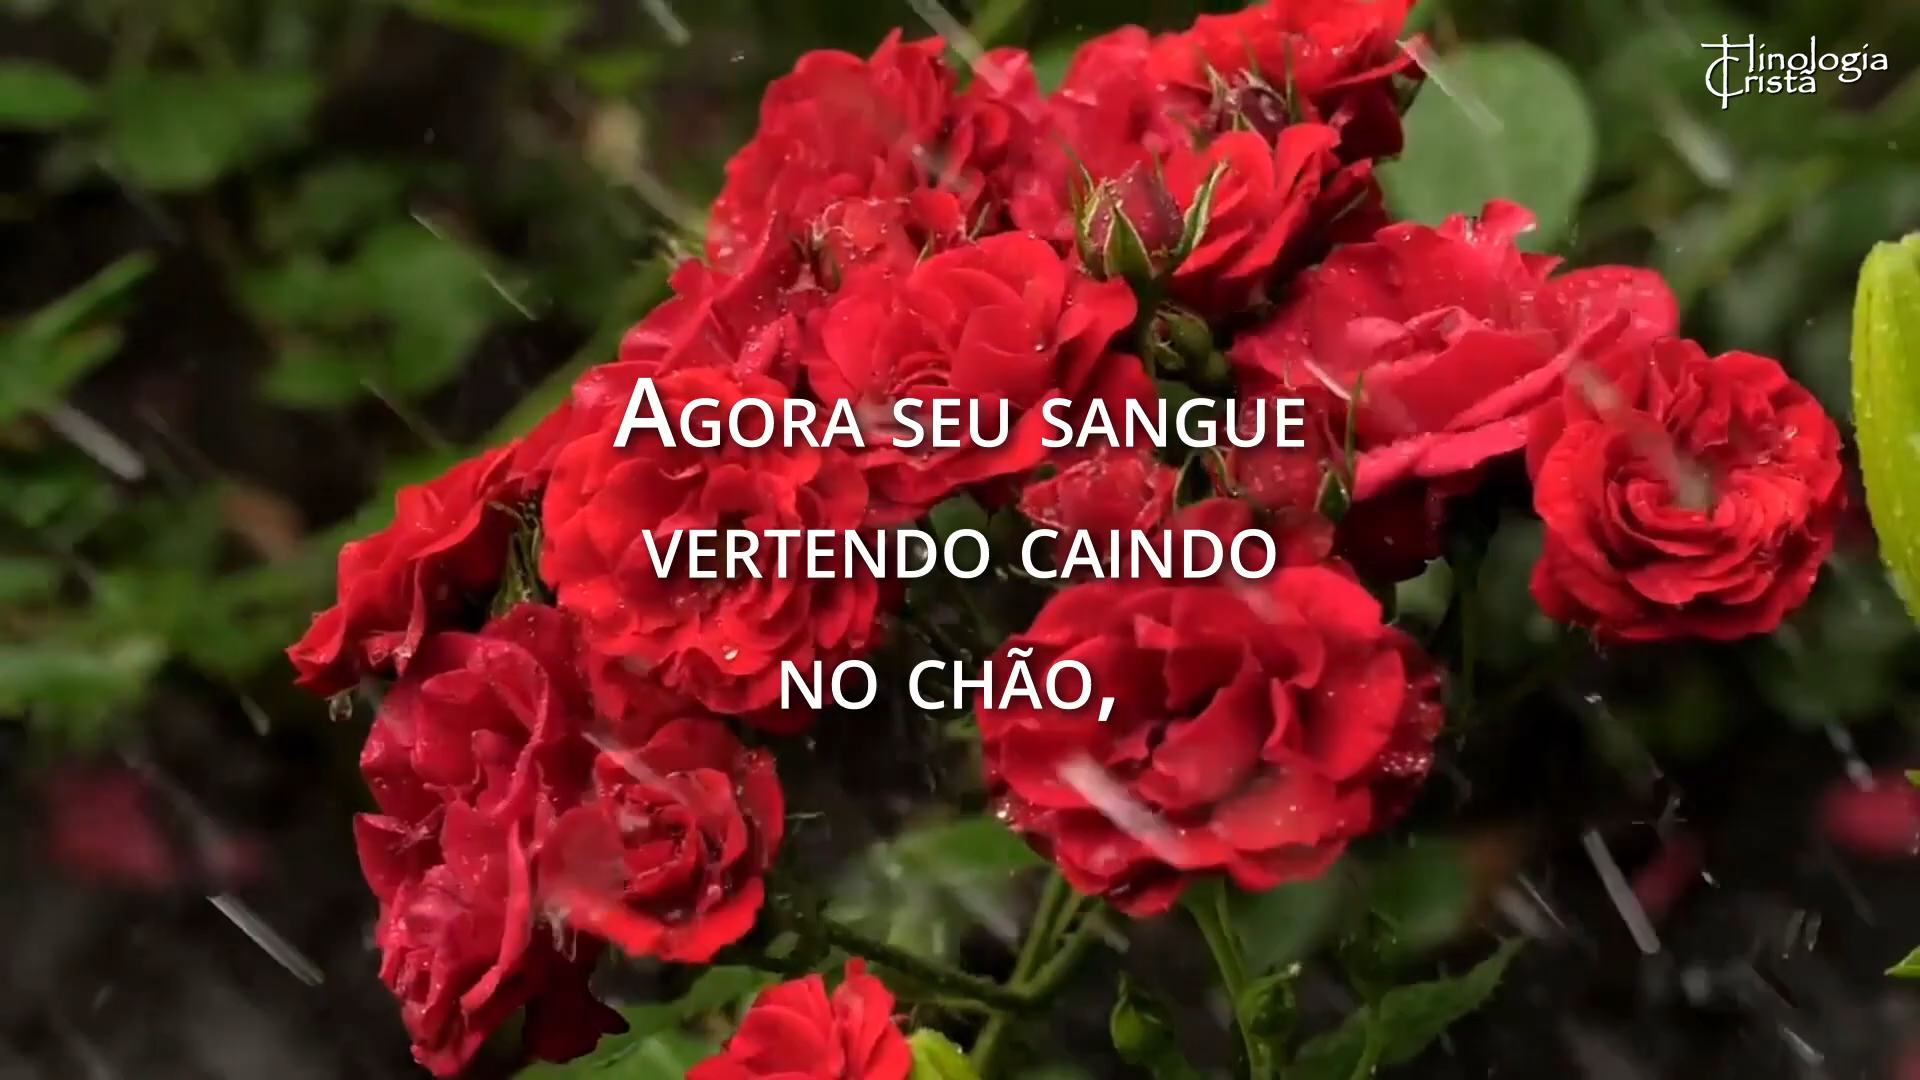 Hinologia
Cristã
Agora seu sangue
vertendo caindo
no chão,